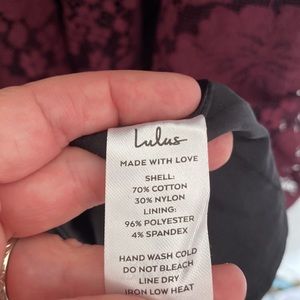 Lulus
MADE WITH LOVE
SHELL:
70% COTTON
30% NYLON
LINING:
96% POLYESTER
4% SPANDEX
HAND WASH COLD
DO NOT BLEACH
LINE DRY
IRON LOW HEAT